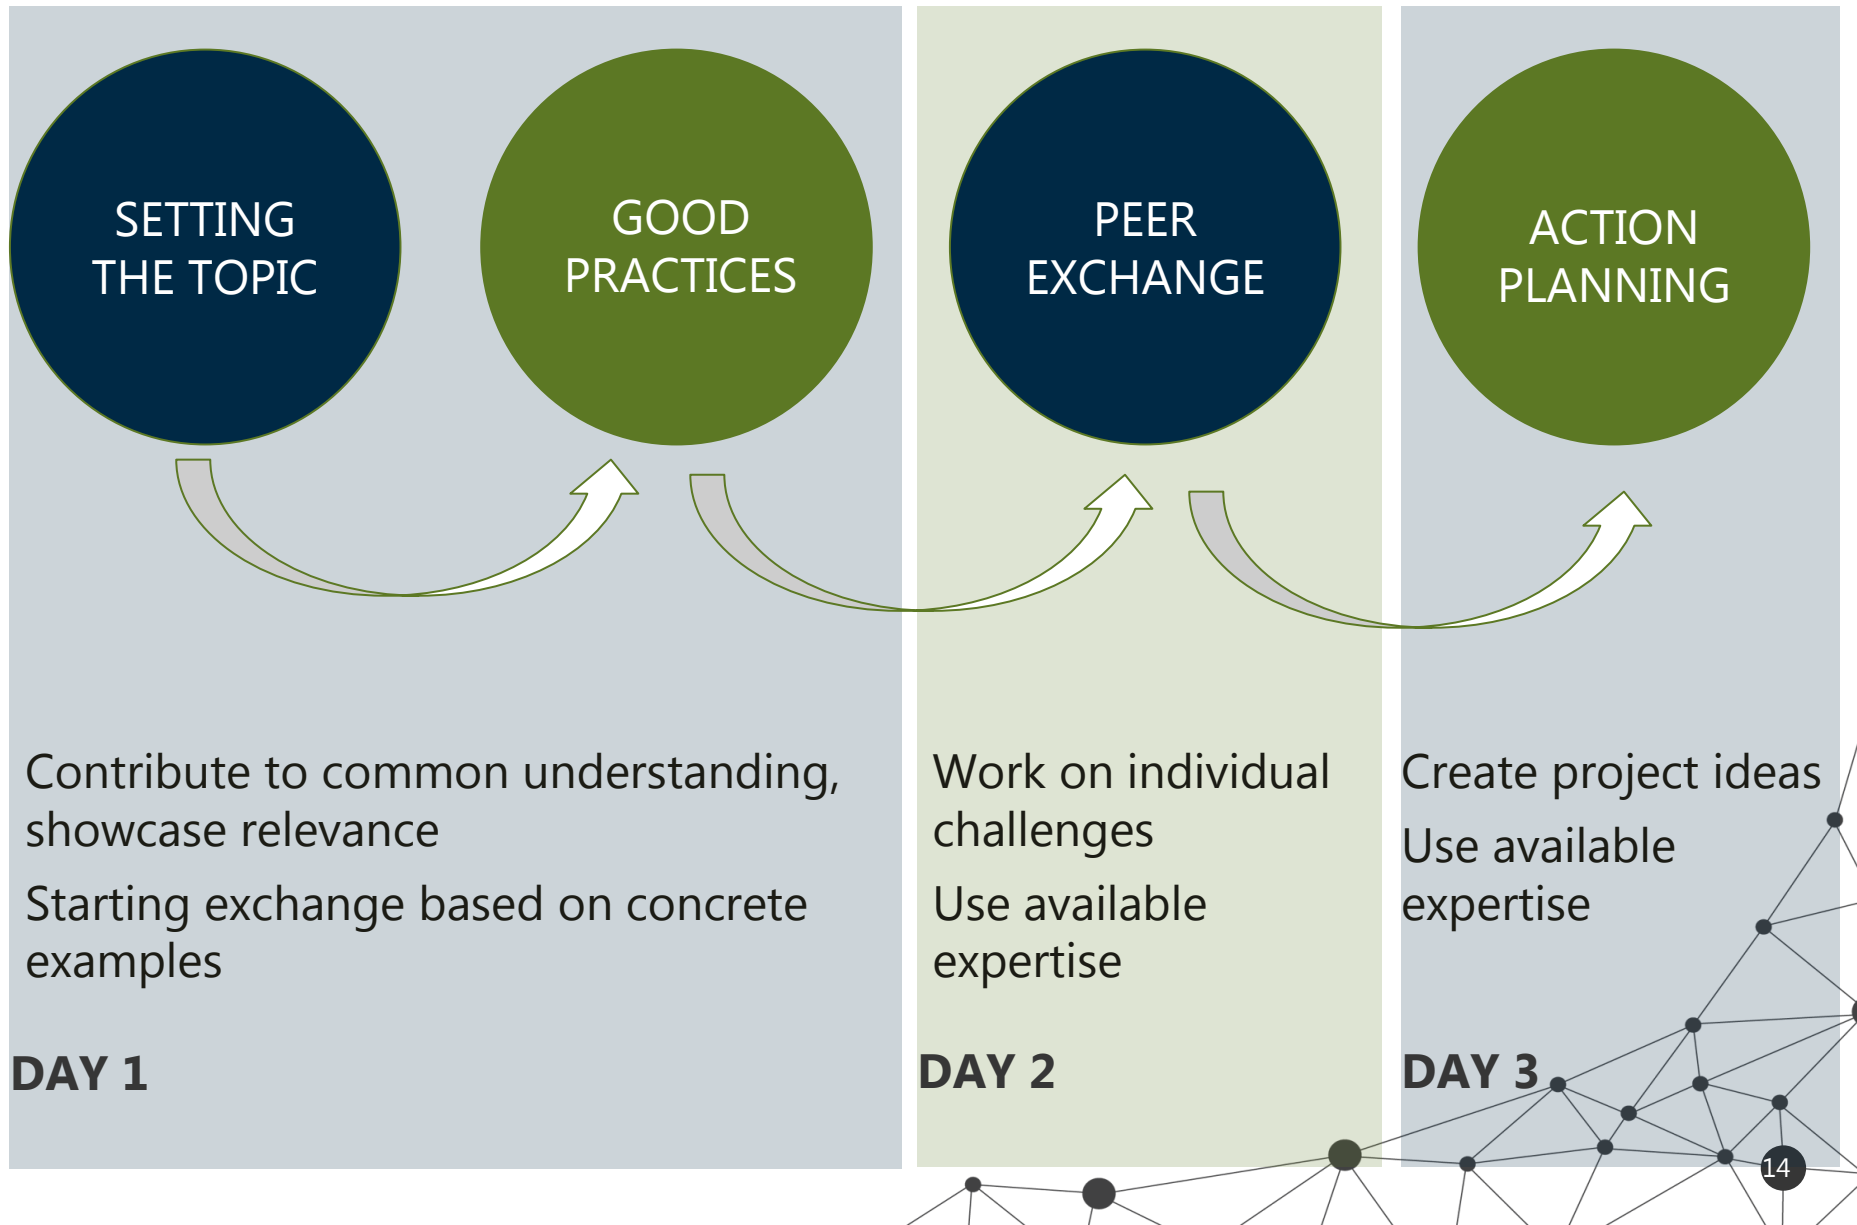 SETTING
THE TOPIC
GOOD
PRACTICES
PEER
EXCHANGE
ACTION
PLANNING
Contribute to common understanding,
showcase relevance
Starting exchange based on concrete
examples
DAY 1
Work on individual
challenges
Use available
expertise
DAY 2
Create project ideas
Use available
expertise
DAY 3
14